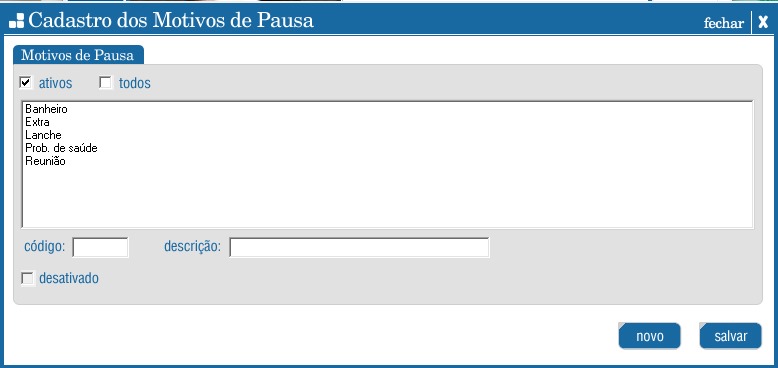 Cadastro dos Motivos de Pausa
fechar X
Motivos de Pausa
ativos todos
Banheiro
Extra
Lanche
Prob. de saúde
Reunião
código: descrição:
desativado
novo salvar